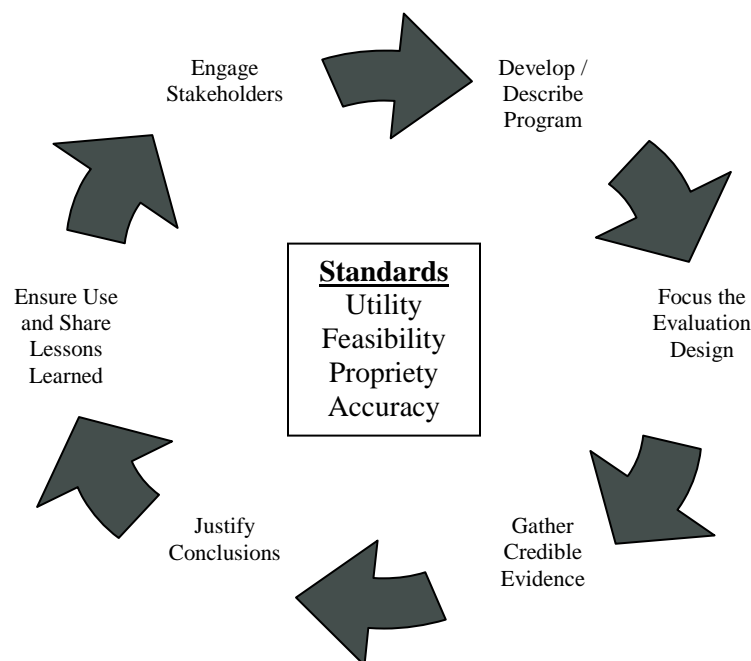 Engage
Stakeholders
Develop /
Describe
Program
Focus the
Evaluation
Design
Gather
Credible
Evidence
Justify
Conclusions
Ensure Use
and Share
Lessons
Learned
Standards
Utility
Feasibility
Propriety
Accuracy